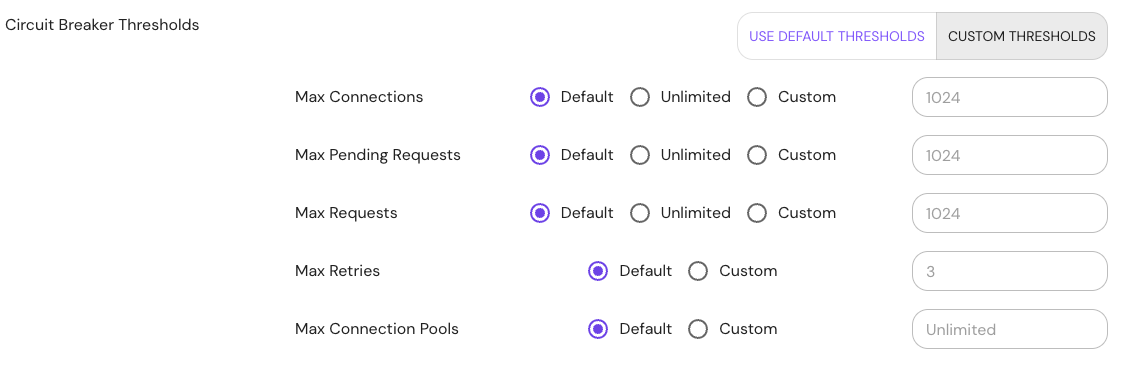 Circuit Breaker Thresholds
USE DEFAULT THRESHOLDS CUSTOM THRESHOLDS
Max Connections Default Unlimited Custom 1024
Max Pending Requests Default Unlimited Custom 1024
Max Requests Default Unlimited Custom 1024
Max Retries Default Custom 3
Max Connection Pools Default Custom Unlimited